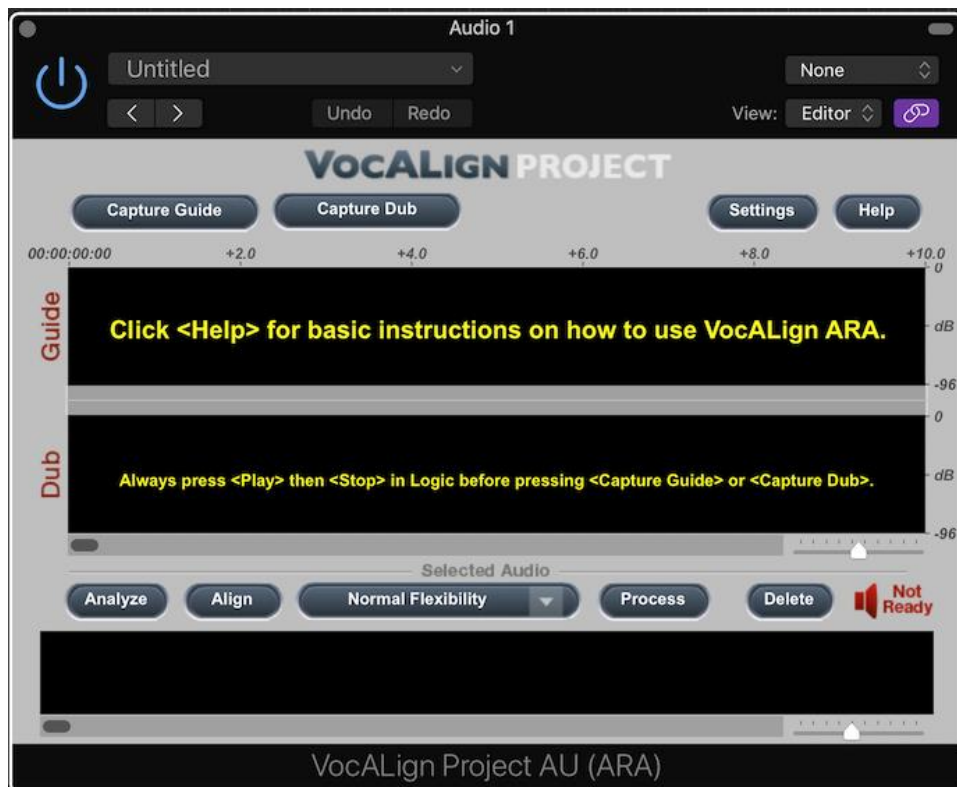 Audio 1
Untitled
None
Undo Redo
View: Editor
VOCALIGN PROJECT
Capture Guide Capture Dub Settings Help
00:00:00:00 +2.0 +4.0 +6.0 +8.0 +10.0
0
Guide
Click <Help> for basic instructions on how to use VocALign ARA.
dB
-96
0
Dub
Always press <Play> then <Stop> in Logic before pressing <Capture Guide> or <Capture Dub>.
dB
-96
Selected Audio
Analyze Align Normal Flexibility Process Delete Not
Ready
VocALign Project AU (ARA)